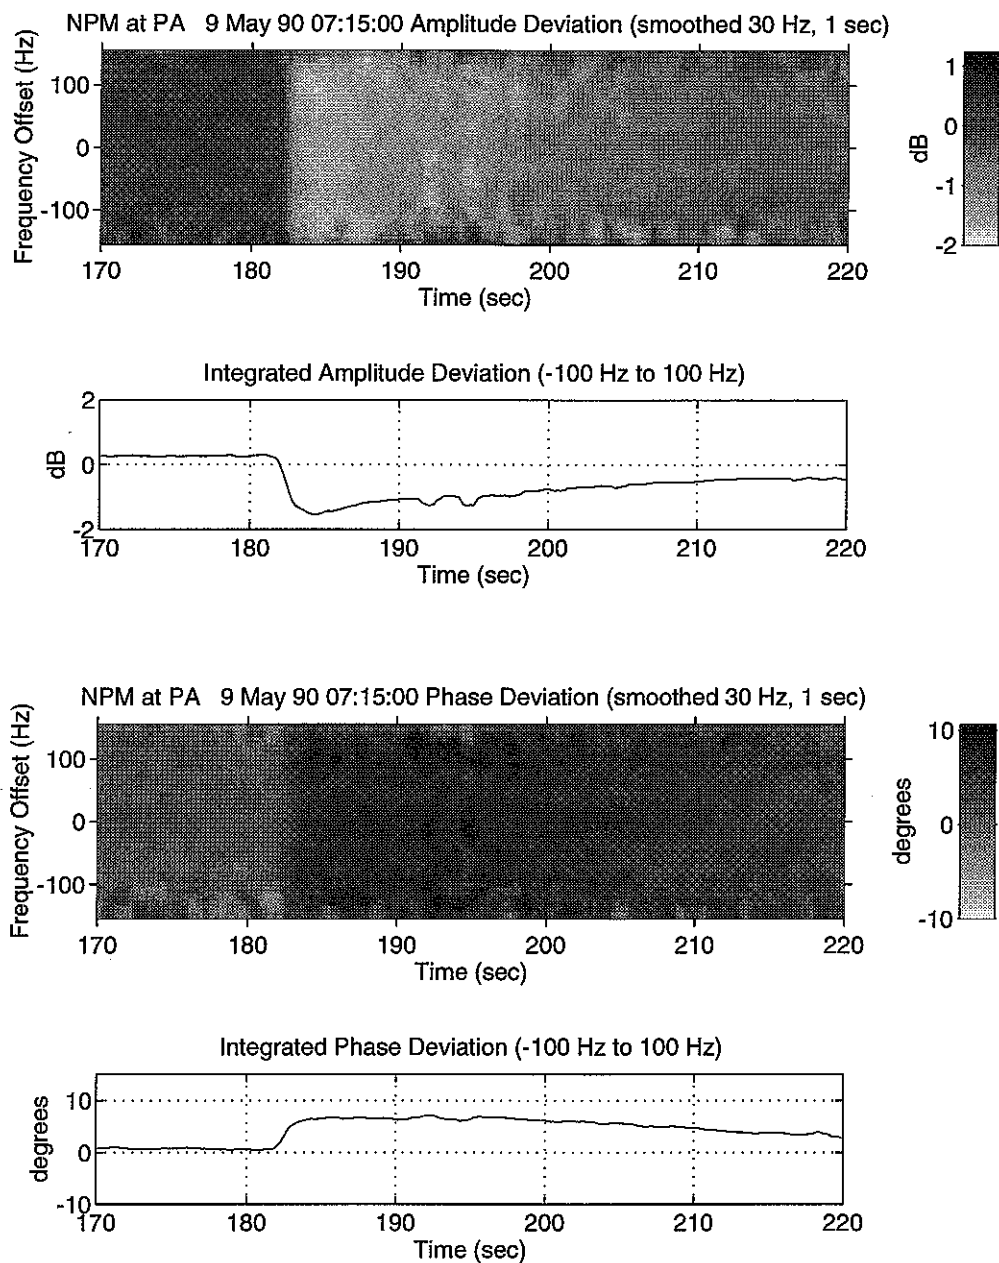 NPM at PA 9 May 90 07:15:00 Amplitude Deviation (smoothed 30 Hz, 1 sec)
Frequency Offset (Hz)
100
0
-100
170 180 190 200 210 220
Time (sec)
1
0
-1
-2
dB
Integrated Amplitude Deviation (-100 Hz to 100 Hz)
dB
2
0
-2
170 180 190 200 210 220
Time (sec)
NPM at PA 9 May 90 07:15:00 Phase Deviation (smoothed 30 Hz, 1 sec)
Frequency Offset (Hz)
100
0
-100
170 180 190 200 210 220
Time (sec)
10
0
-10
degrees
Integrated Phase Deviation (-100 Hz to 100 Hz)
degrees
10
0
-10
170 180 190 200 210 220
Time (sec)